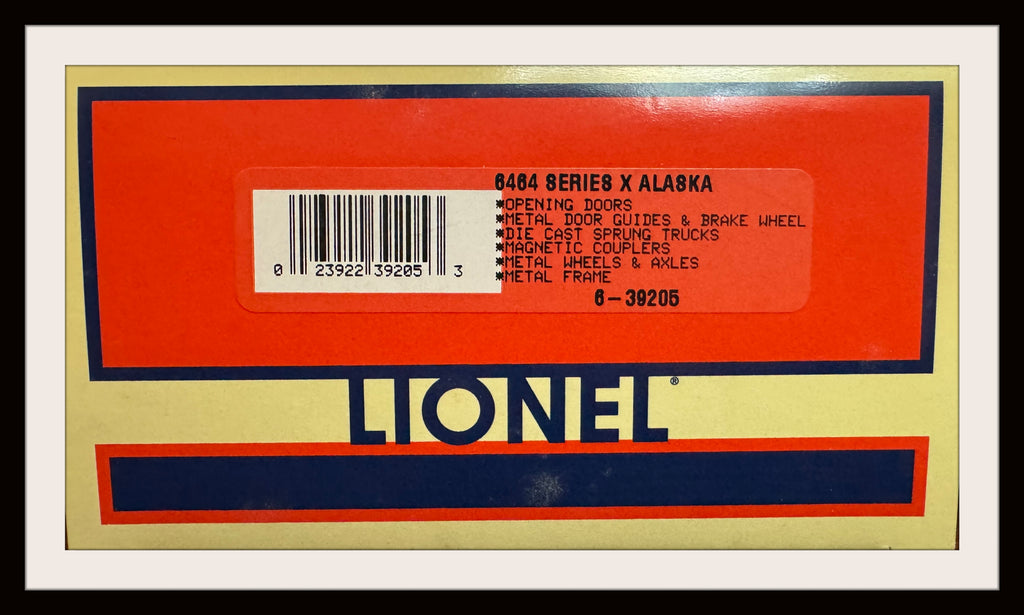 6464 SERIES X ALASKA
*OPENING DOORS
*METAL DOOR GUIDES & BRAKE WHEEL
*DIE CAST SPRUNG TRUCKS
*MAGNETIC COUPLERS
*METAL WHEELS & AXLES
*METAL FRAME
6-39205
0 23922 39205 3
LIONEL®